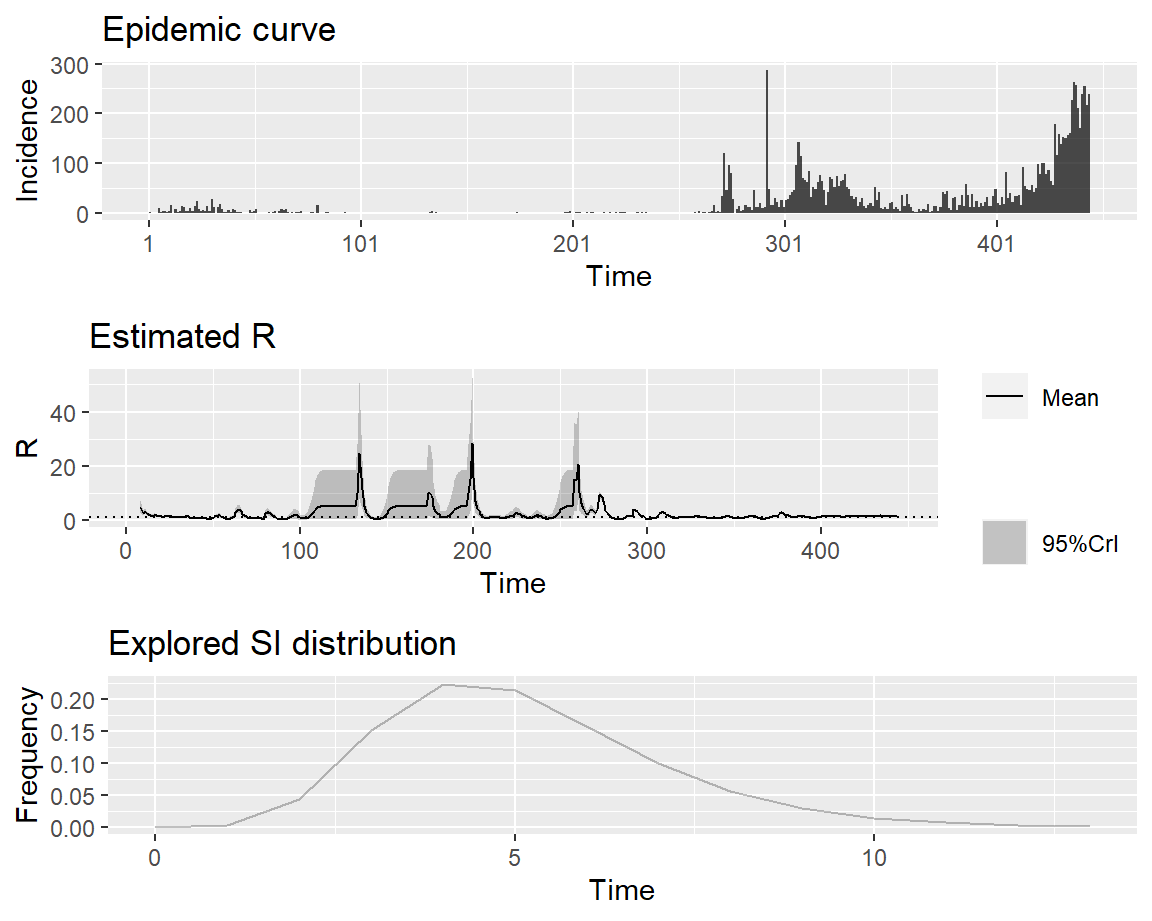 Epidemic curve
300
200
100
0
Incidence
1 101 201 301 401
Time
Estimated R
40
20
0
R
0 100 200 300 400
Time
Mean
95%CrI
Explored SI distribution
0.20
0.15
0.10
0.05
0.00
Frequency
0 5 10
Time